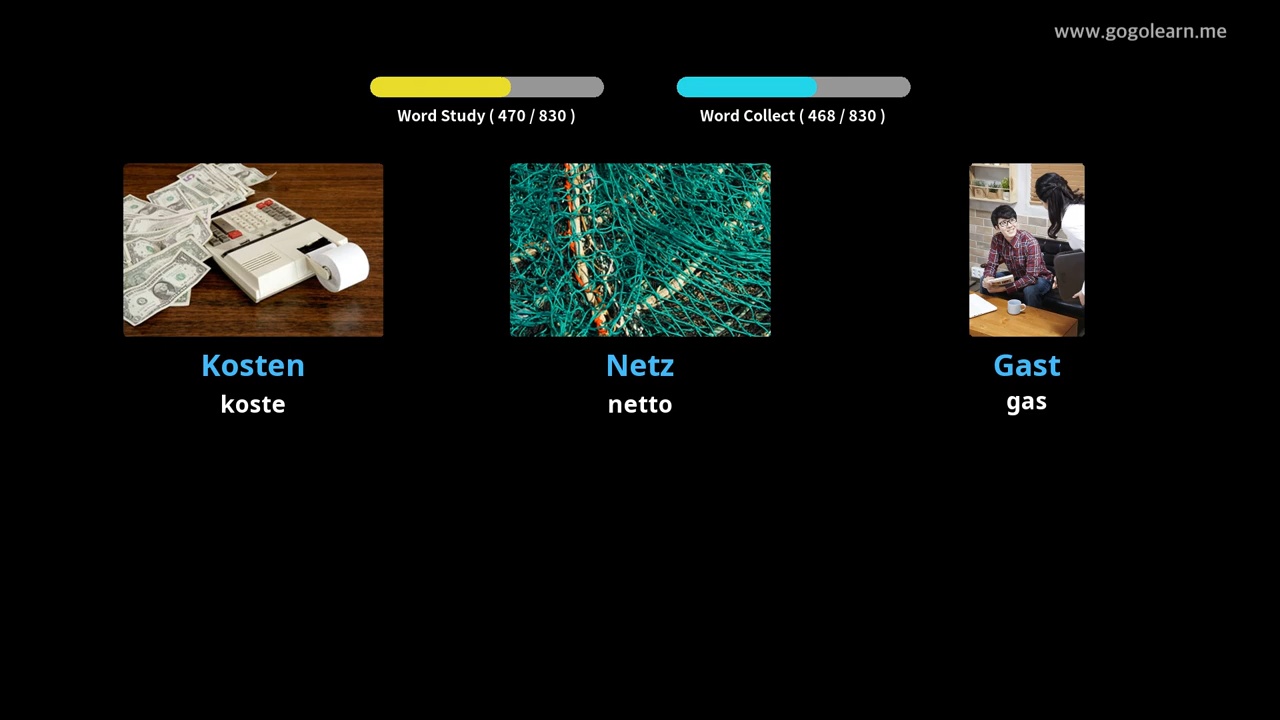 www.gogolearn.me
Word Study ( 470 / 830 )
Word Collect ( 468 / 830 )
Kosten
koste
Netz
netto
Gast
gas